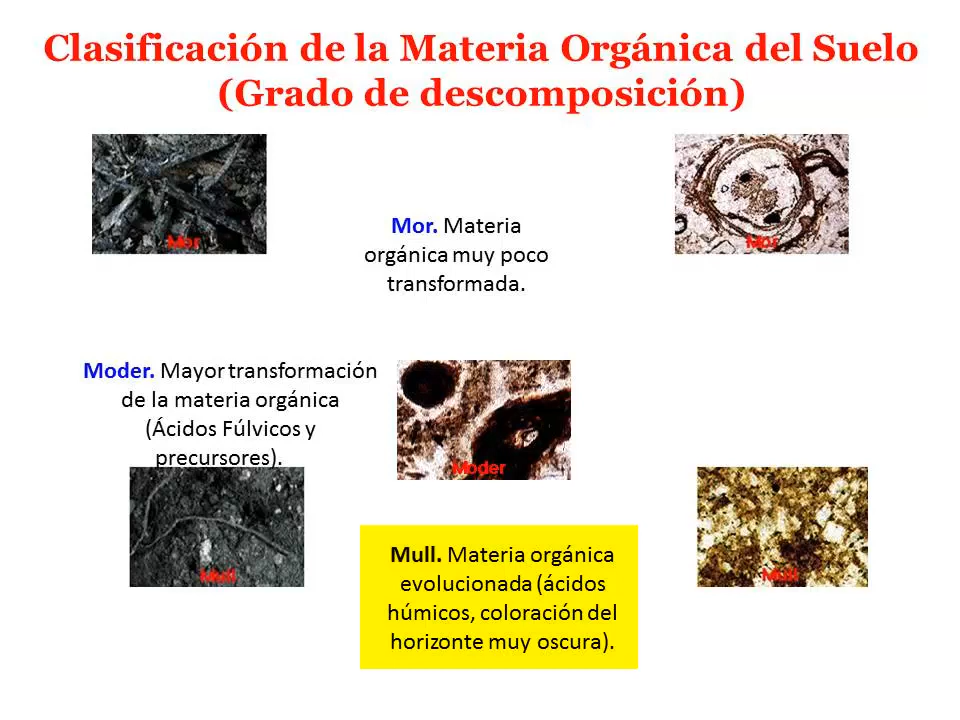 Clasificación de la Materia Orgánica del Suelo
(Grado de descomposición)
Mor
Mor. Materia
orgánica muy poco
transformada.
Mor
Moder. Mayor transformación
de la materia orgánica
(Ácidos Fúlvicos y
precursores).
Moder
Mull
Mull. Materia orgánica
evolucionada (ácidos
húmicos, coloración del
horizonte muy oscura).
Mull